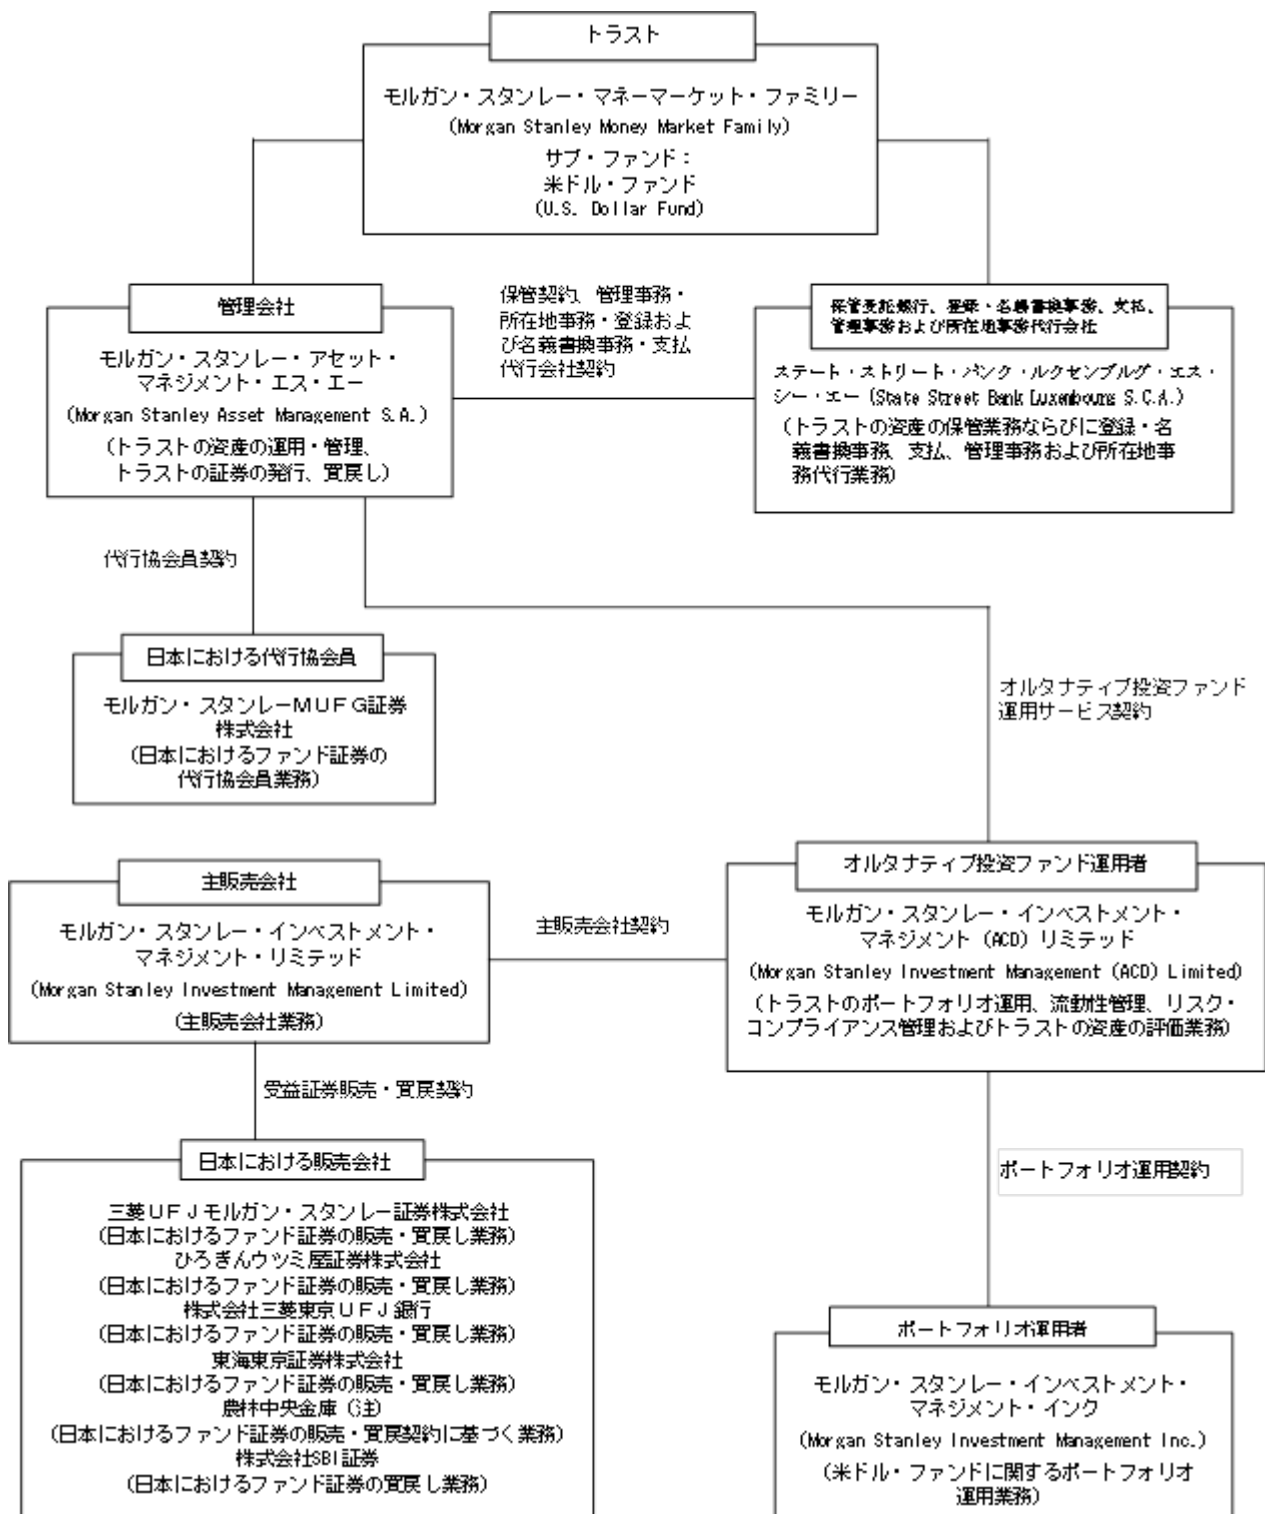 トラスト
モルガン・スタンレー・マネーマーケット・ファミリー
(Morgan Stanley Money Market Family)
サブ・ファンド：
米ドル・ファンド
(U.S. Dollar Fund)
管理会社
モルガン・スタンレー・アセット・
マネジメント・エス・エー
(Morgan Stanley Asset Management S.A.)
(トラストの資産の運用・管理、
トラストの証券の発行、買戻し)
保管契約、管理事務・
所在地事務・登録およ
び名義書換事務・支払
代行会社契約
保管受託銀行、登録・名義書換事務、支払、
管理事務および所在地事務代行会社
ステート・ストリート・バンク・ルクセンブルグ・エス・
シー・エー (State Street Bank Luxembourg S.C.A.)
(トラストの資産の保管業務ならびに登録・名
義書換事務、支払、管理事務および所在地事
務代行業務)
代行協会員契約
日本における代行協会員
モルガン・スタンレーＭＵＦＧ証券
株式会社
(日本におけるファンド証券の
代行協会員業務)
オルタナティブ投資ファンド
運用サービス契約
主販売会社
モルガン・スタンレー・インベストメント・
マネジメント・リミテッド
(Morgan Stanley Investment Management Limited)
(主販売会社業務)
主販売会社契約
オルタナティブ投資ファンド運用者
モルガン・スタンレー・インベストメント・
マネジメント (ACD) リミテッド
(Morgan Stanley Investment Management (ACD) Limited)
(トラストのポートフォリオ運用、流動性管理、リスク・
コンプライアンス管理およびトラストの資産の評価業務)
受益証券販売・買戻契約
日本における販売会社
三菱ＵＦＪモルガン・スタンレー証券株式会社
(日本におけるファンド証券の販売・買戻し業務)
ひろぎんウツミ屋証券株式会社
(日本におけるファンド証券の販売・買戻し業務)
株式会社三菱東京ＵＦＪ銀行
(日本におけるファンド証券の販売・買戻し業務)
東海東京証券株式会社
(日本におけるファンド証券の販売・買戻し業務)
農林中央金庫 (注)
(日本におけるファンド証券の販売・買戻契約に基づく業務)
株式会社SBI証券
(日本におけるファンド証券の買戻し業務)
ポートフォリオ運用契約
ポートフォリオ運用者
モルガン・スタンレー・インベストメント・
マネジメント・インク
(Morgan Stanley Investment Management Inc.)
(米ドル・ファンドに関するポートフォリオ
運用業務)